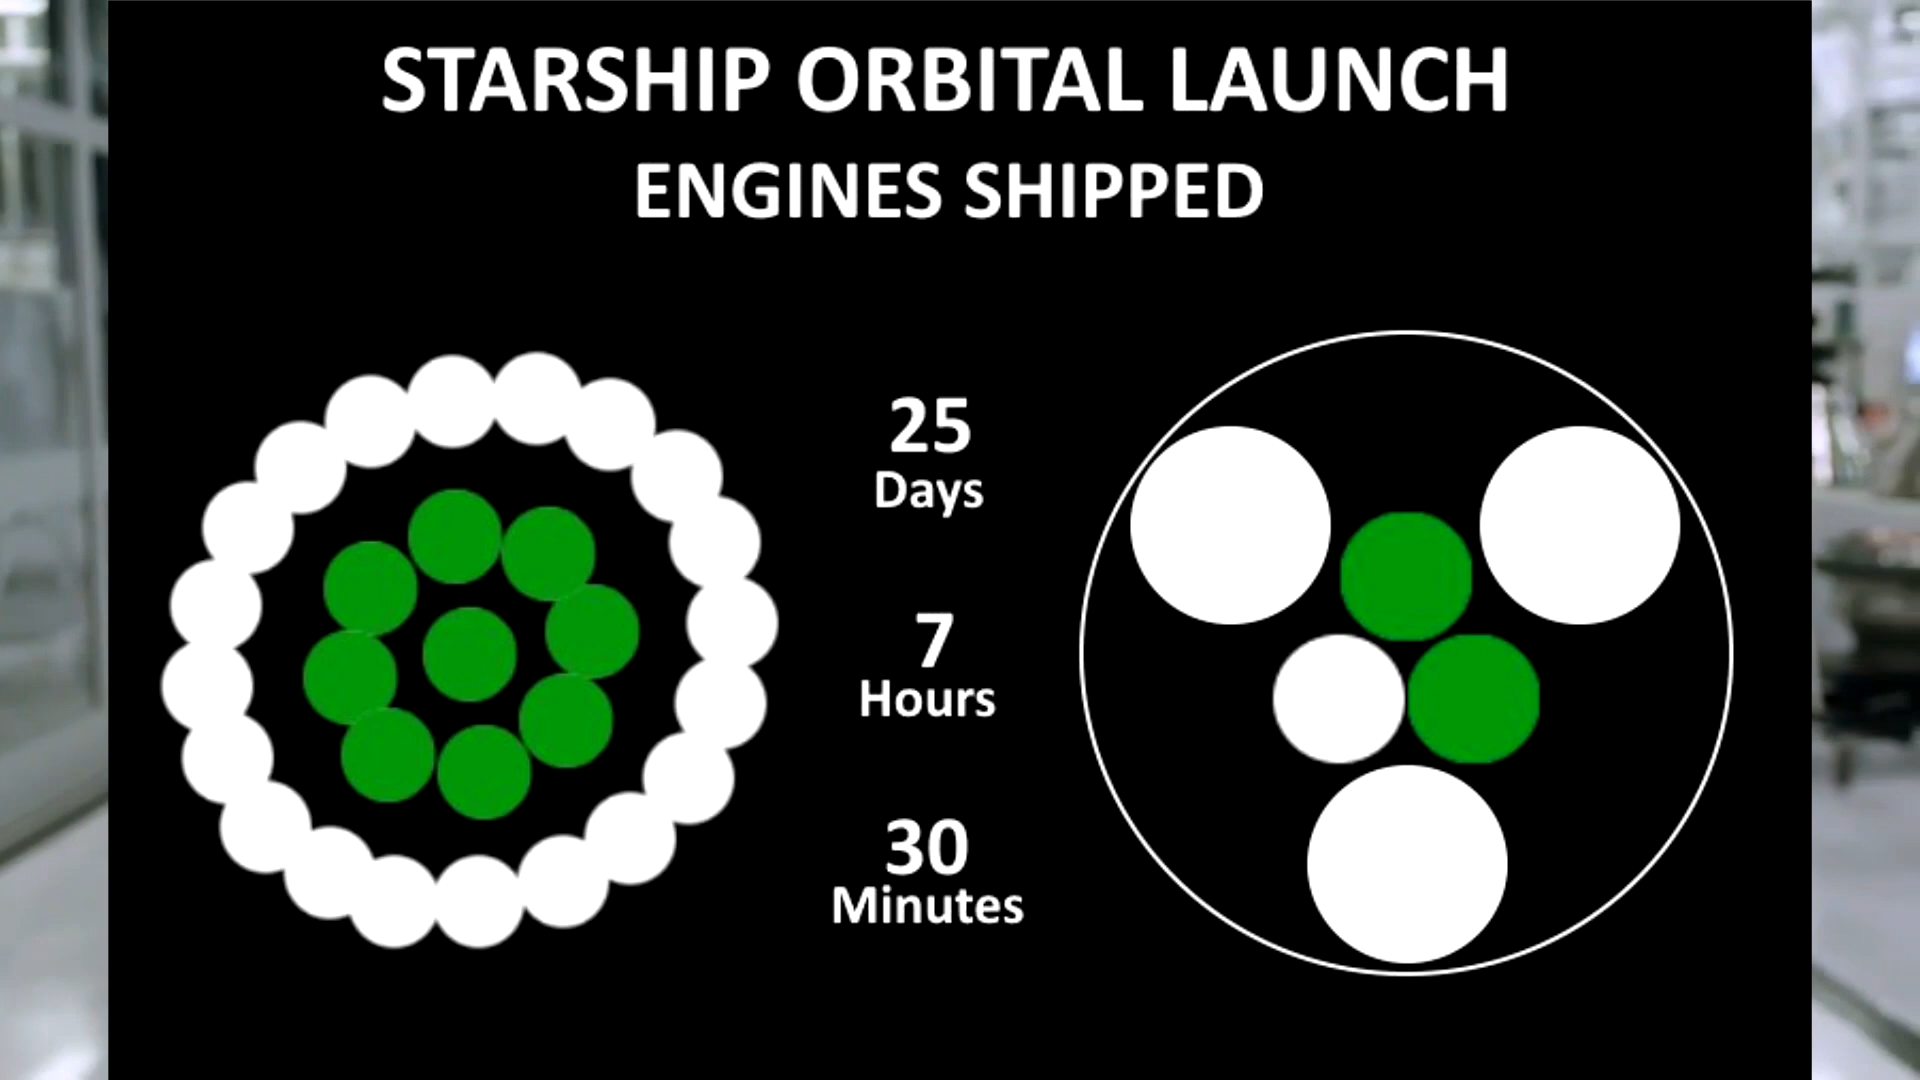 STARSHIP ORBITAL LAUNCH
ENGINES SHIPPED
25
Days
7
Hours
30
Minutes